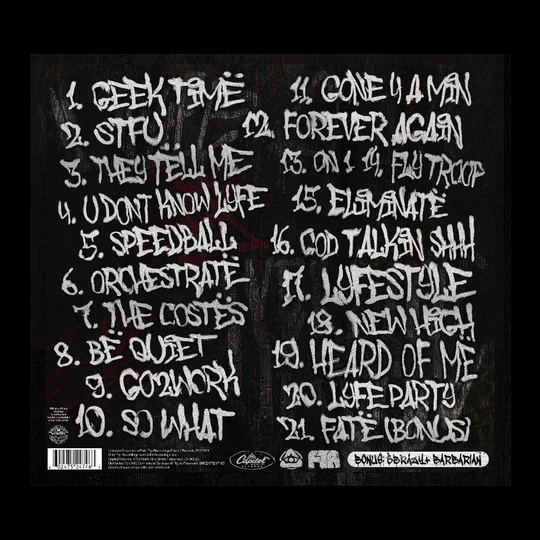 1. GEEK TIMË
2. STFU
3. THEY TËLL ME
4. U DONT KNOW LYFE
5. SPEEDBALL
6. ORCHESTRATË
7. THE COSTËS
8. BË QUIET
9. GO2WORK
10. SO WHAT
11. GONE 4 A MIN
12. FOREVER AGAIN
13. ON 1 14. FLY TROOP
15. ELIMINATË
16. GOD TALKIN SHHH
17. LYFESTYLE
18. NEW HIGH
19. HEARD OF MË
20. LYFE PARTY
21. FATË (BONUS)
Capitol
BONUS: ËBRAZY + BARBARIAN